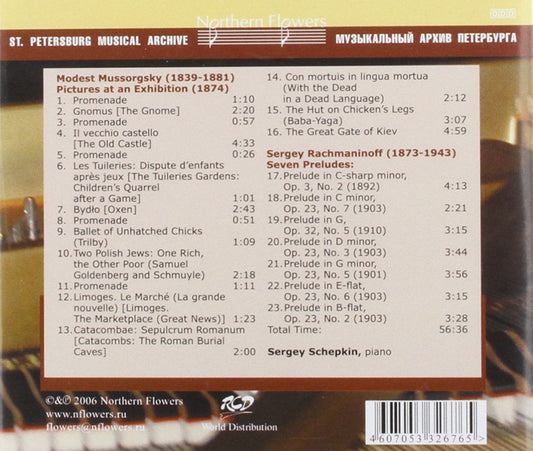 Northern Flowers
ST. PETERSBURG MUSICAL ARCHIVE
МУЗЫКАЛЬНЫЙ АРХИВ ПЕТЕРБУРГА
Modest Mussorgsky (1839-1881)
Pictures at an Exhibition (1874)
1. Promenade 1:10
2. Gnomus [The Gnome] 2:20
3. Promenade 0:57
4. Il vecchio castello
[The Old Castle] 4:33
5. Promenade 0:26
6. Les Tuileries: Dispute d'enfants
après jeux [The Tuileries Gardens:
Children's Quarrel
after a Game] 1:01
7. Bydło [Oxen] 2:43
8. Promenade 0:51
9. Ballet of Unhatched Chicks
(Trilby) 1:09
10. Two Polish Jews: One Rich,
the Other Poor (Samuel
Goldenberg and Schmuyle) 2:18
11. Promenade 1:11
12. Limoges. Le Marché (La grande
nouvelle) [Limoges.
The Marketplace (Great News)] 1:23
13. Catacombae: Sepulcrum Romanum
[Catacombs: The Roman Burial
Caves] 2:00
14. Con mortuis in lingua mortua
(With the Dead
in a Dead Language) 2:12
15. The Hut on Chicken's Legs
(Baba-Yaga) 3:07
16. The Great Gate of Kiev 4:59
Sergey Rachmaninoff (1873-1943)
Seven Preludes:
17. Prelude in C-sharp minor,
Op. 3, No. 2 (1892) 4:13
18. Prelude in C minor,
Op. 23, No. 7 (1903) 2:21
19. Prelude in G,
Op. 32, No. 5 (1910) 3:15
20. Prelude in D minor,
Op. 23, No. 3 (1903) 3:44
21. Prelude in G minor,
Op. 23, No. 5 (1901) 3:56
22. Prelude in E-flat,
Op. 23, No. 6 (1903) 3:15
23. Prelude in B-flat,
Op. 23, No. 2 (1903) 3:28
Total Time: 56:36
Sergey Schepkin, piano
©&℗ 2006 Northern Flowers
www.nflowers.ru
flowers@nflowers.ru
RCD
World Distribution
4607053326765>